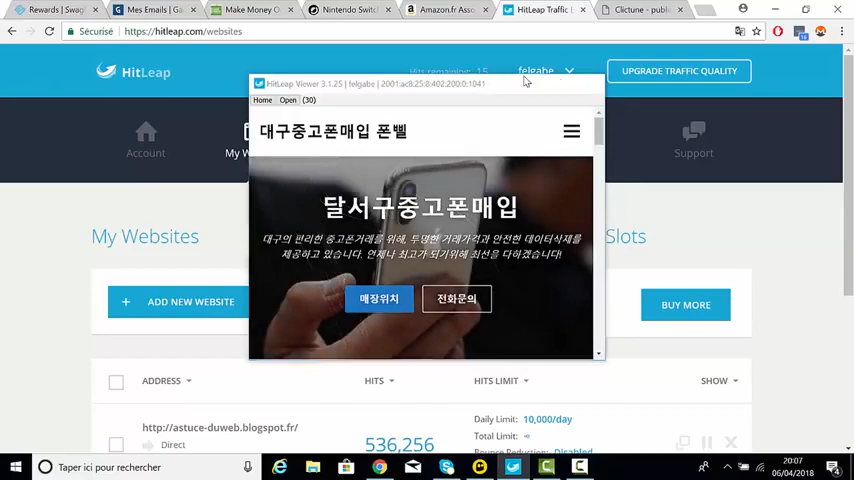 Rewards | Swag
Mes Emails | Ga
Make Money O
Nintendo Switc
Amazon.fr Asso
HitLeap Traffic E
Clictune - publi
Sécurisé
https://hitleap.com/websites
HitLeap
Hits remaining: 15
felgabe
UPGRADE TRAFFIC QUALITY
HitLeap Viewer 3.1.25 | felgabe | 2001:ac8:25:8:402:200:0:1041
Home Open (30)
대구중고폰매입 폰삘
달서구중고폰매입
대구의 편리한 중고폰거래를 위해, 투명한 거래가격과 안전한 데이터삭제를
제공하고 있습니다. 언제나 최고가 되기위해 최선을 다하겠습니다!
매장위치
전화문의
Account
My W
Support
My Websites
Slots
+ ADD NEW WEBSITE
BUY MORE
ADDRESS
HITS
HITS LIMIT
SHOW
http://astuce-duweb.blogspot.fr/
Direct
536,256
Daily Limit: 10,000/day
Total Limit: ∞
Bounce Reduction: Disabled
Taper ici pour rechercher
20:07
06/04/2018